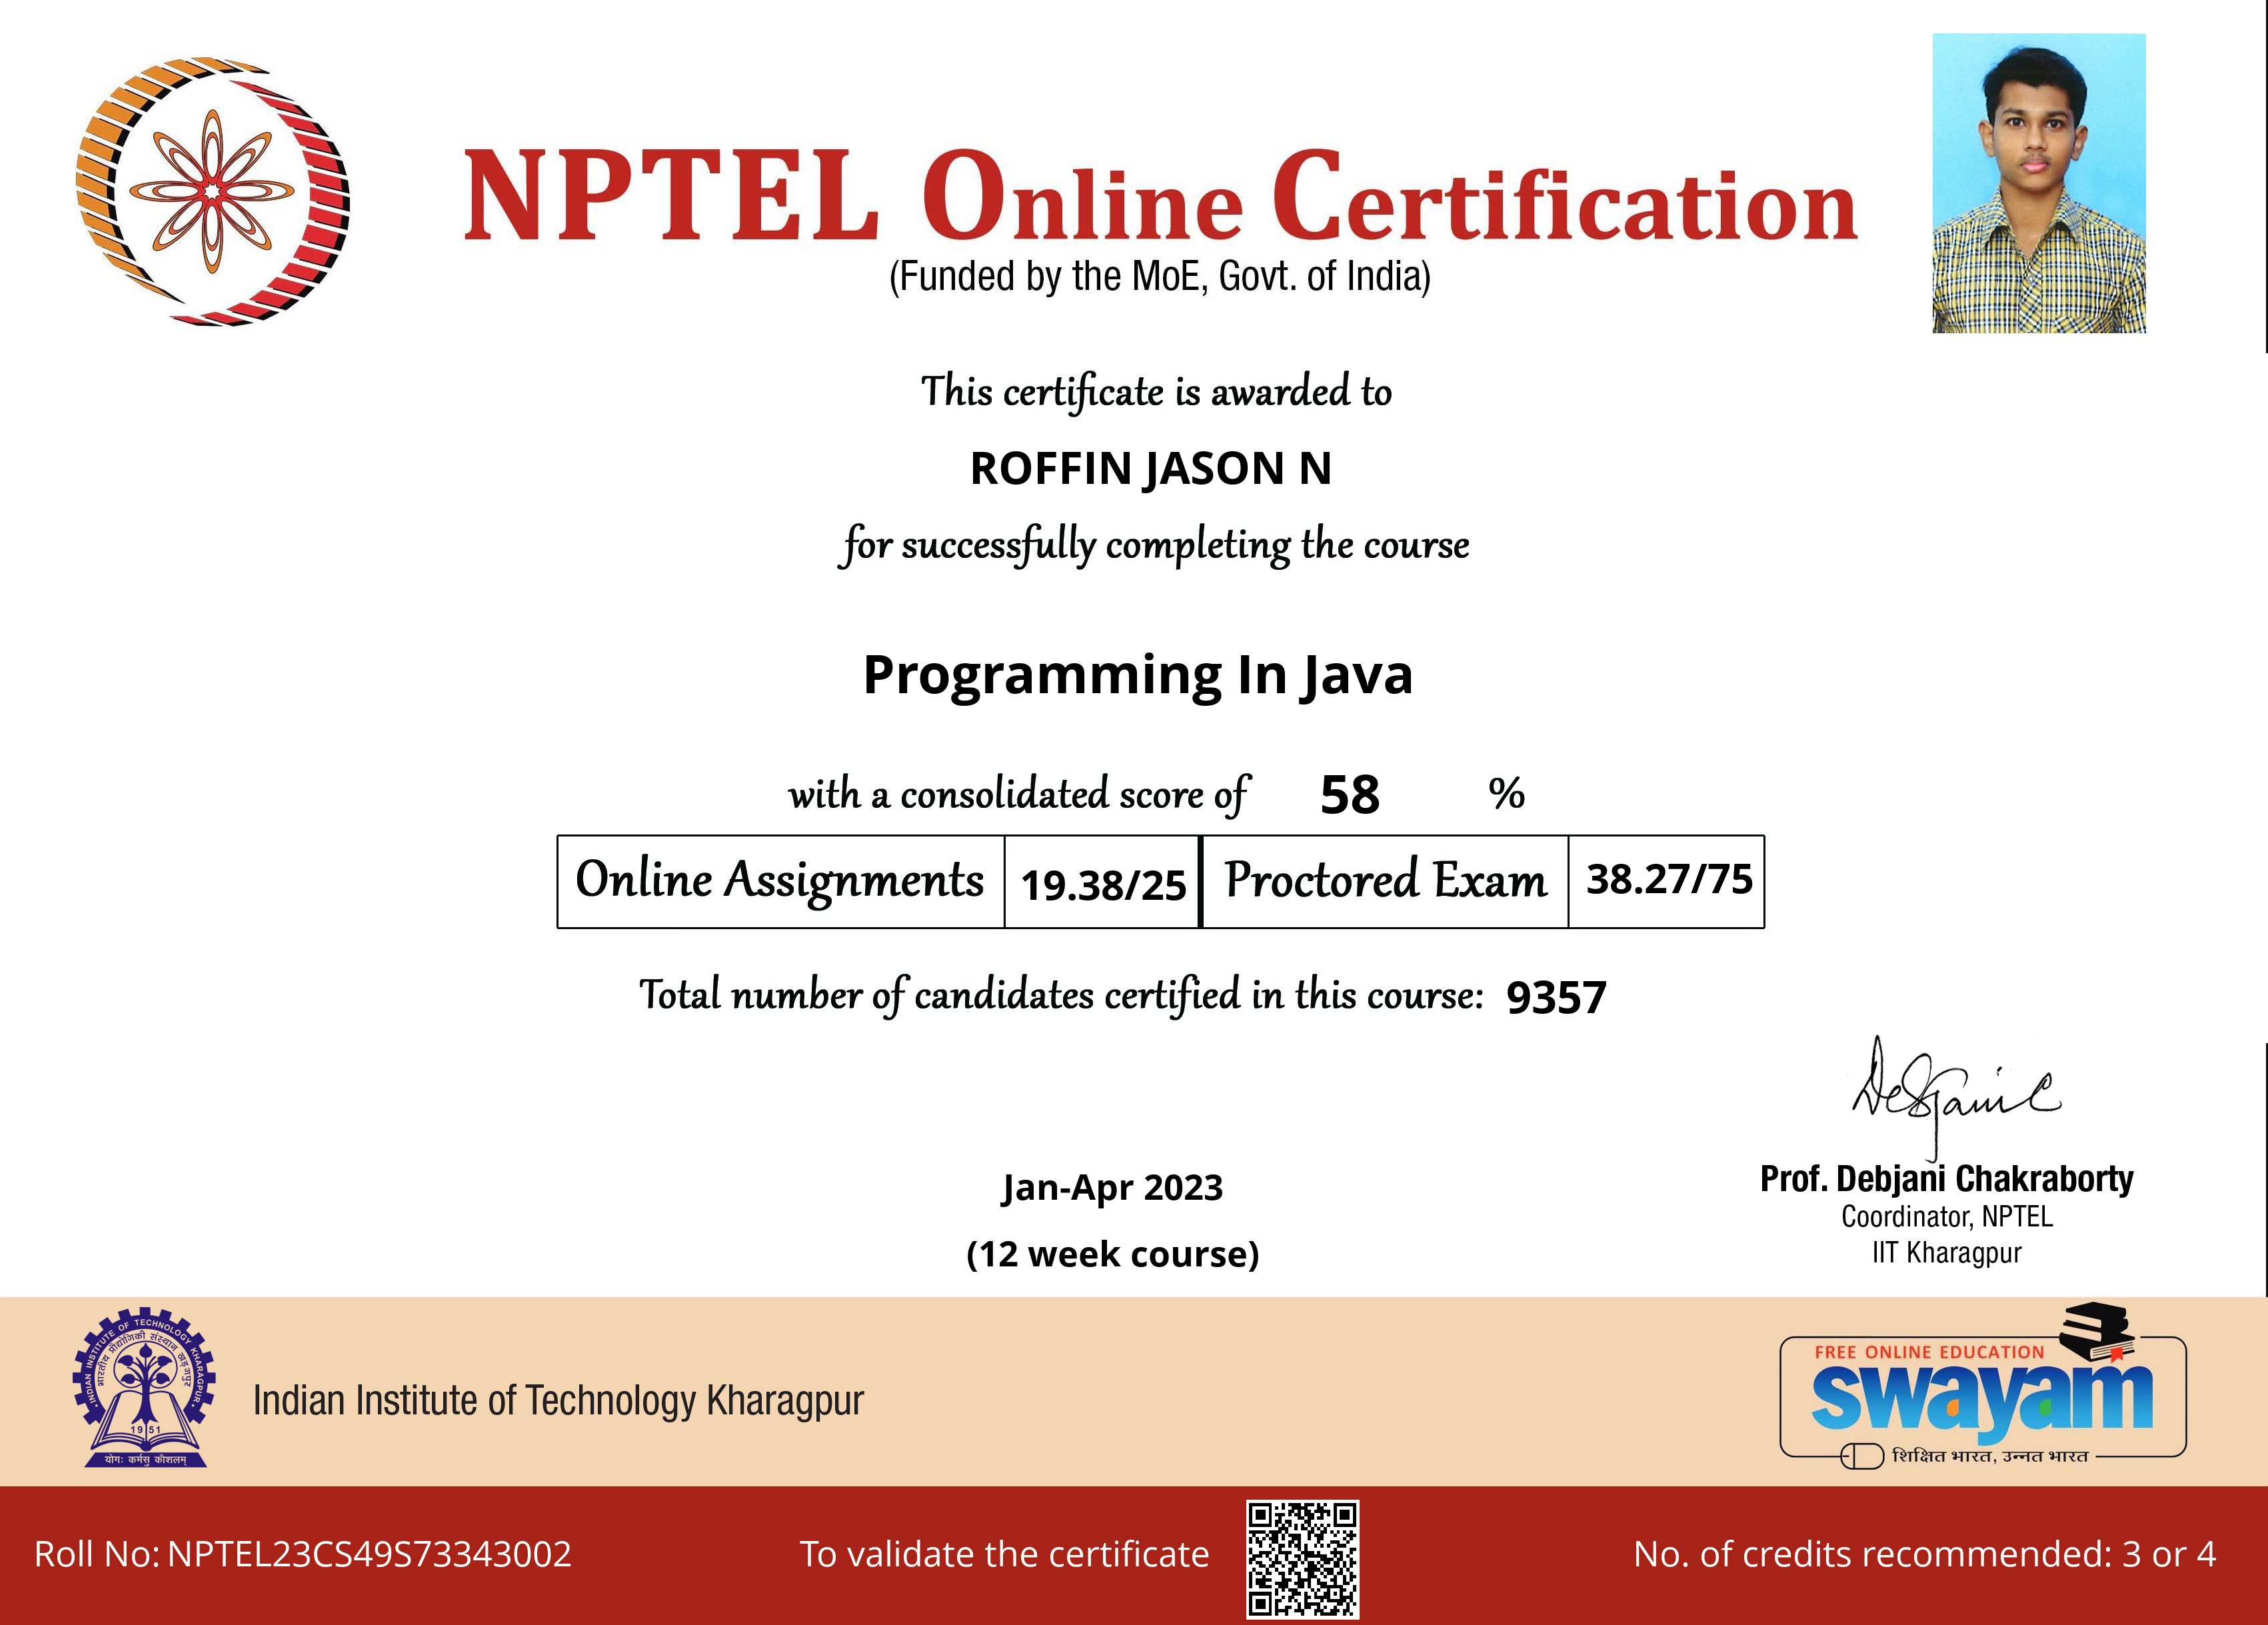 NPTEL Online Certification
(Funded by the MoE, Govt. of India)
This certificate is awarded to
ROFFIN JASON N
for successfully completing the course
Programming In Java
with a consolidated score of 58 %
Online Assignments 19.38/25 Proctored Exam 38.27/75
Total number of candidates certified in this course: 9357
Jan-Apr 2023
(12 week course)
Prof. Debjani Chakraborty
Coordinator, NPTEL
IIT Kharagpur
INDIAN INSTITUTE OF TECHNOLOGY KHARAGPUR
भारतीय प्रौद्योगिकी संस्थान खड़गपुर
1951
योगः कर्मसु कौशलम्
Indian Institute of Technology Kharagpur
FREE ONLINE EDUCATION
swayam
शिक्षित भारत, उन्नत भारत
Roll No: NPTEL23CS49S73343002
To validate the certificate
No. of credits recommended: 3 or 4